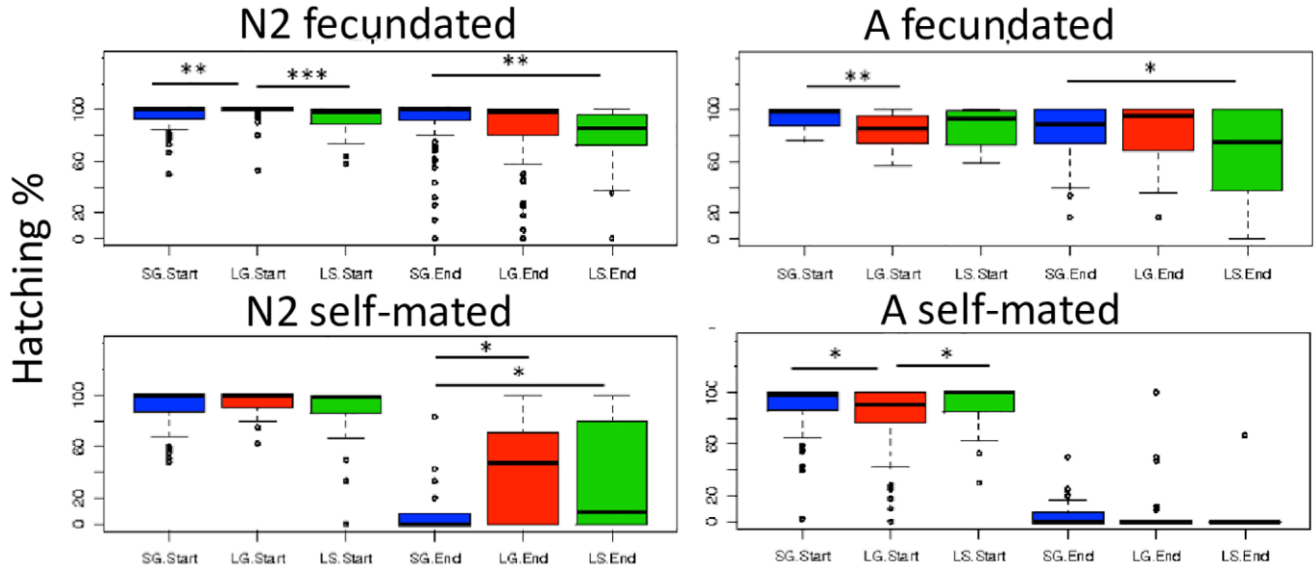 N2 fecundated
A fecundated
** *** **
** *
100
60
20
0
100
60
20
0
SG.Start LG.Start LS.Start SG.End LG.End LS.End
SG.Start LG.Start LS.Start SG.End LG.End LS.End
Hatching %
N2 self-mated
A self-mated
*
*
* *
100
60
20
0
100
60
20
0
SG.Start LG.Start LS.Start SG.End LG.End LS.End
SG.Start LG.Start LS.Start SG.End LG.End LS.End